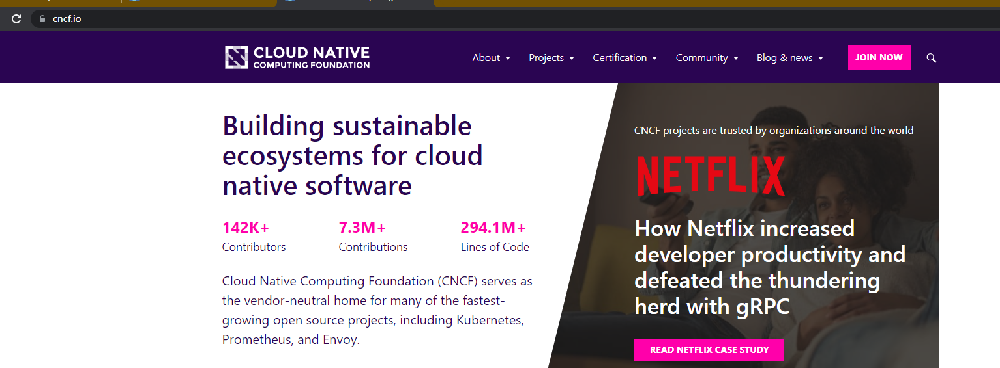 cncf.io
CLOUD NATIVE
COMPUTING FOUNDATION
About
Projects
Certification
Community
Blog & news
JOIN NOW
Building sustainable
ecosystems for cloud
native software
142K+
Contributors
7.3M+
Contributions
294.1M+
Lines of Code
Cloud Native Computing Foundation (CNCF) serves as
the vendor-neutral home for many of the fastest-
growing open source projects, including Kubernetes,
Prometheus, and Envoy.
CNCF projects are trusted by organizations around the world
NETFLIX
How Netflix increased
developer productivity and
defeated the thundering
herd with gRPC
READ NETFLIX CASE STUDY